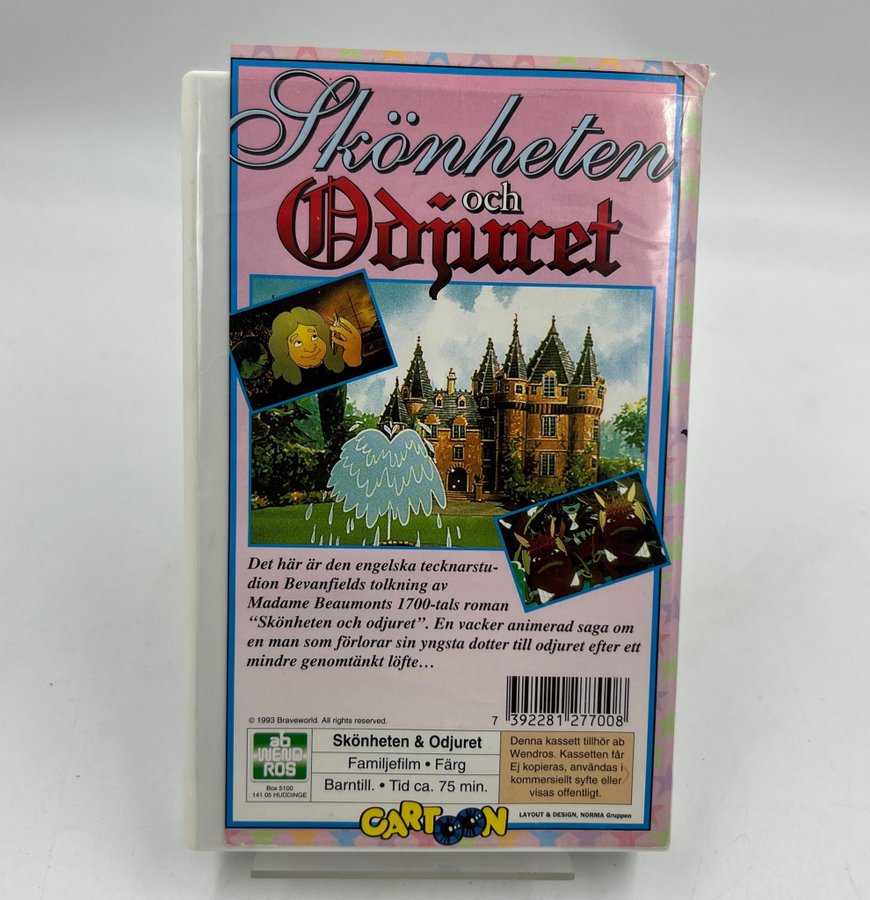 Skönheten
och
Odjuret
Det här är den engelska tecknarstu-
dion Bevanfields tolkning av
Madame Beaumonts 1700-tals roman
“Skönheten och odjuret”. En vacker animerad saga om
en man som förlorar sin yngsta dotter till odjuret efter ett
mindre genomtänkt löfte…
© 1993 Braveworld. All rights reserved.
7 392281 277008
ab
WEND
ROS
Box 5100
141 05 HUDDINGE
Skönheten & Odjuret
Familjefilm • Färg
Barntill. • Tid ca. 75 min.
Denna kassett tillhör ab
Wendros. Kassetten får
Ej kopieras, användas i
kommersiellt syfte eller
visas offentligt.
CARTOON
LAYOUT & DESIGN, NORMA Gruppen